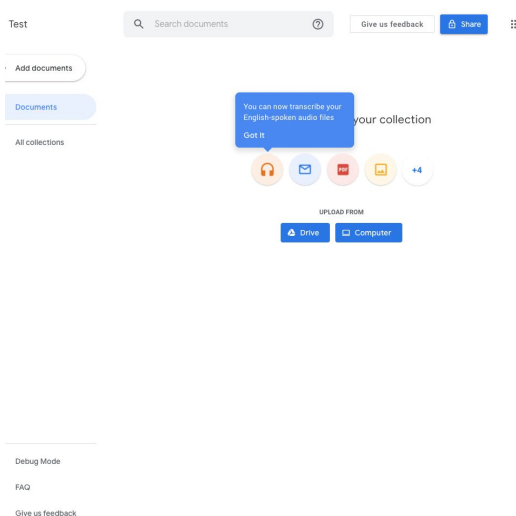 Test
Search documents
Give us feedback
Share
Add documents
Documents
All collections
You can now transcribe your
English-spoken audio files
Got it
your collection
PDF
+4
UPLOAD FROM
Drive
Computer
Debug Mode
FAQ
Give us feedback